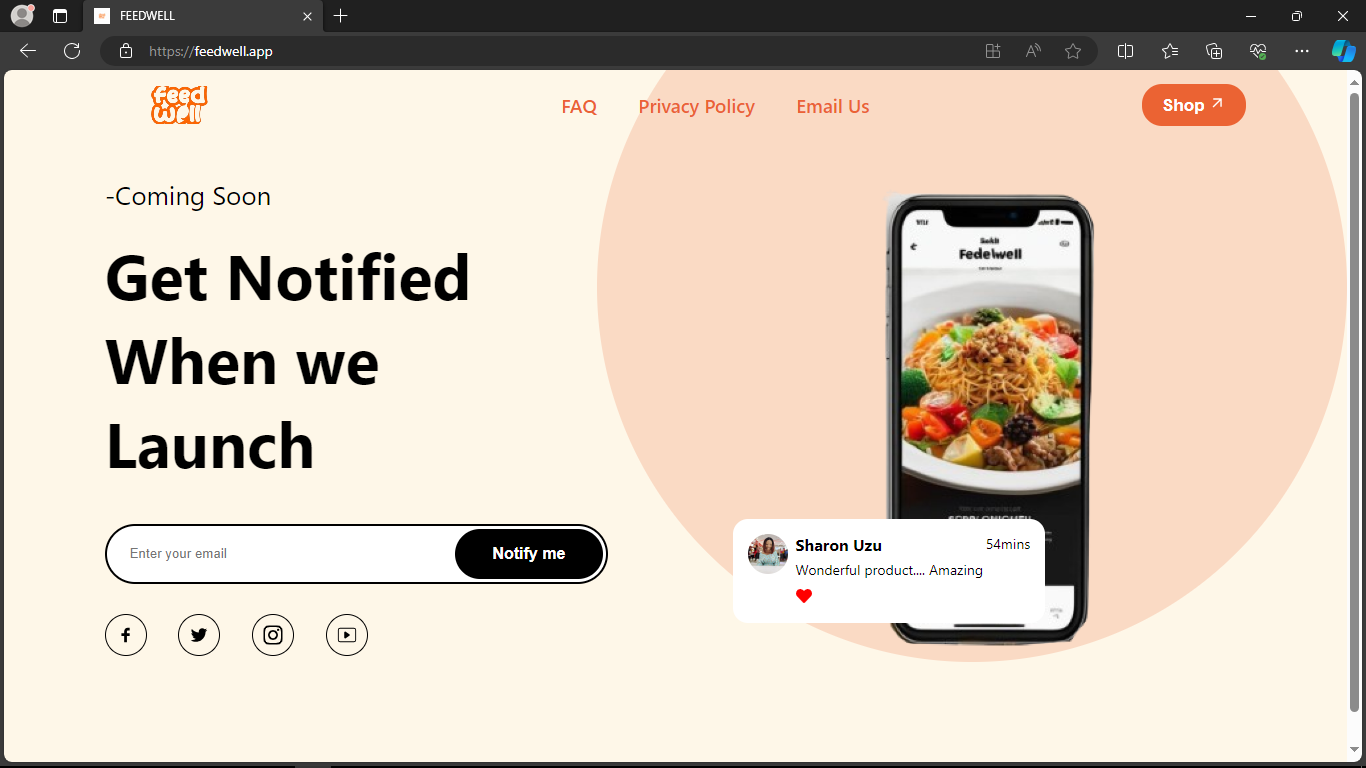 FEEDWELL
https://feedwell.app
feed
well
FAQ
Privacy Policy
Email Us
Shop
-Coming Soon
Get Notified
When we
Launch
Enter your email
Notify me
Fedelwell
Sharon Uzu
54mins
Wonderful product.... Amazing